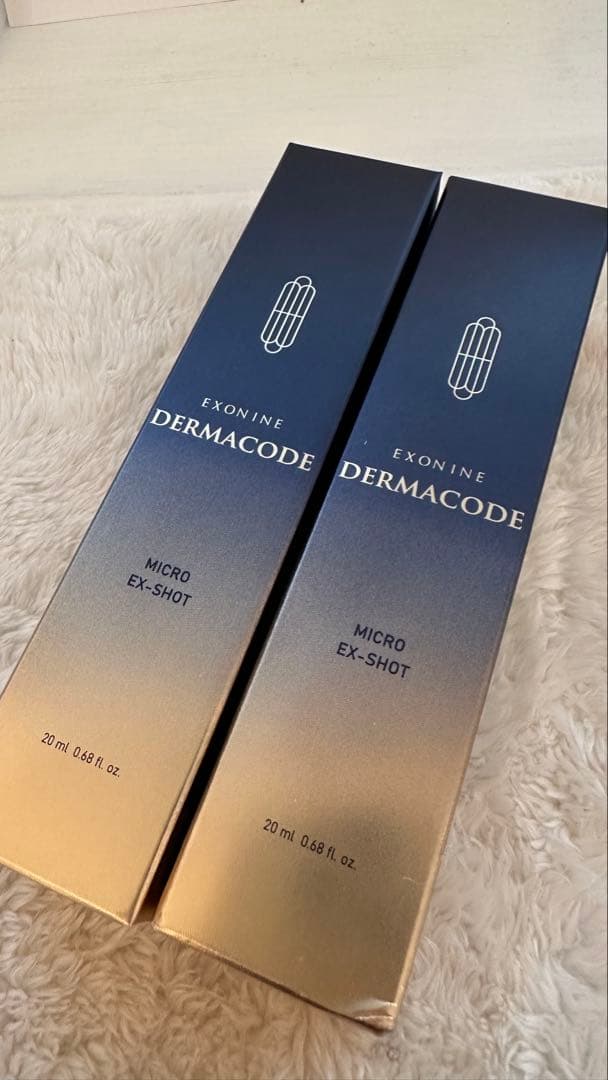 EXONINE
DERMACODE
MICRO
EX-SHOT
20 ml 0.68 fl. oz.
EXONINE
DERMACODE
MICRO
EX-SHOT
20 ml 0.68 fl. oz.